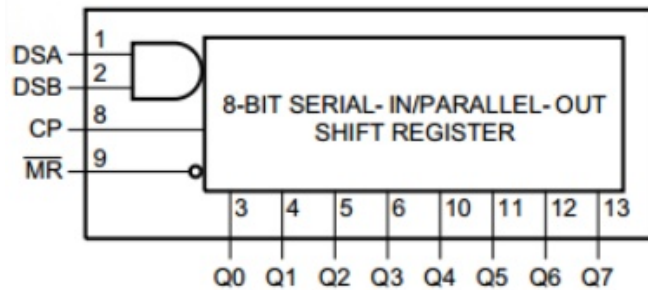 DSA 1
DSB 2
CP 8
MR 9
8-BIT SERIAL- IN/PARALLEL- OUT
SHIFT REGISTER
3 4 5 6 10 11 12 13
Q0 Q1 Q2 Q3 Q4 Q5 Q6 Q7